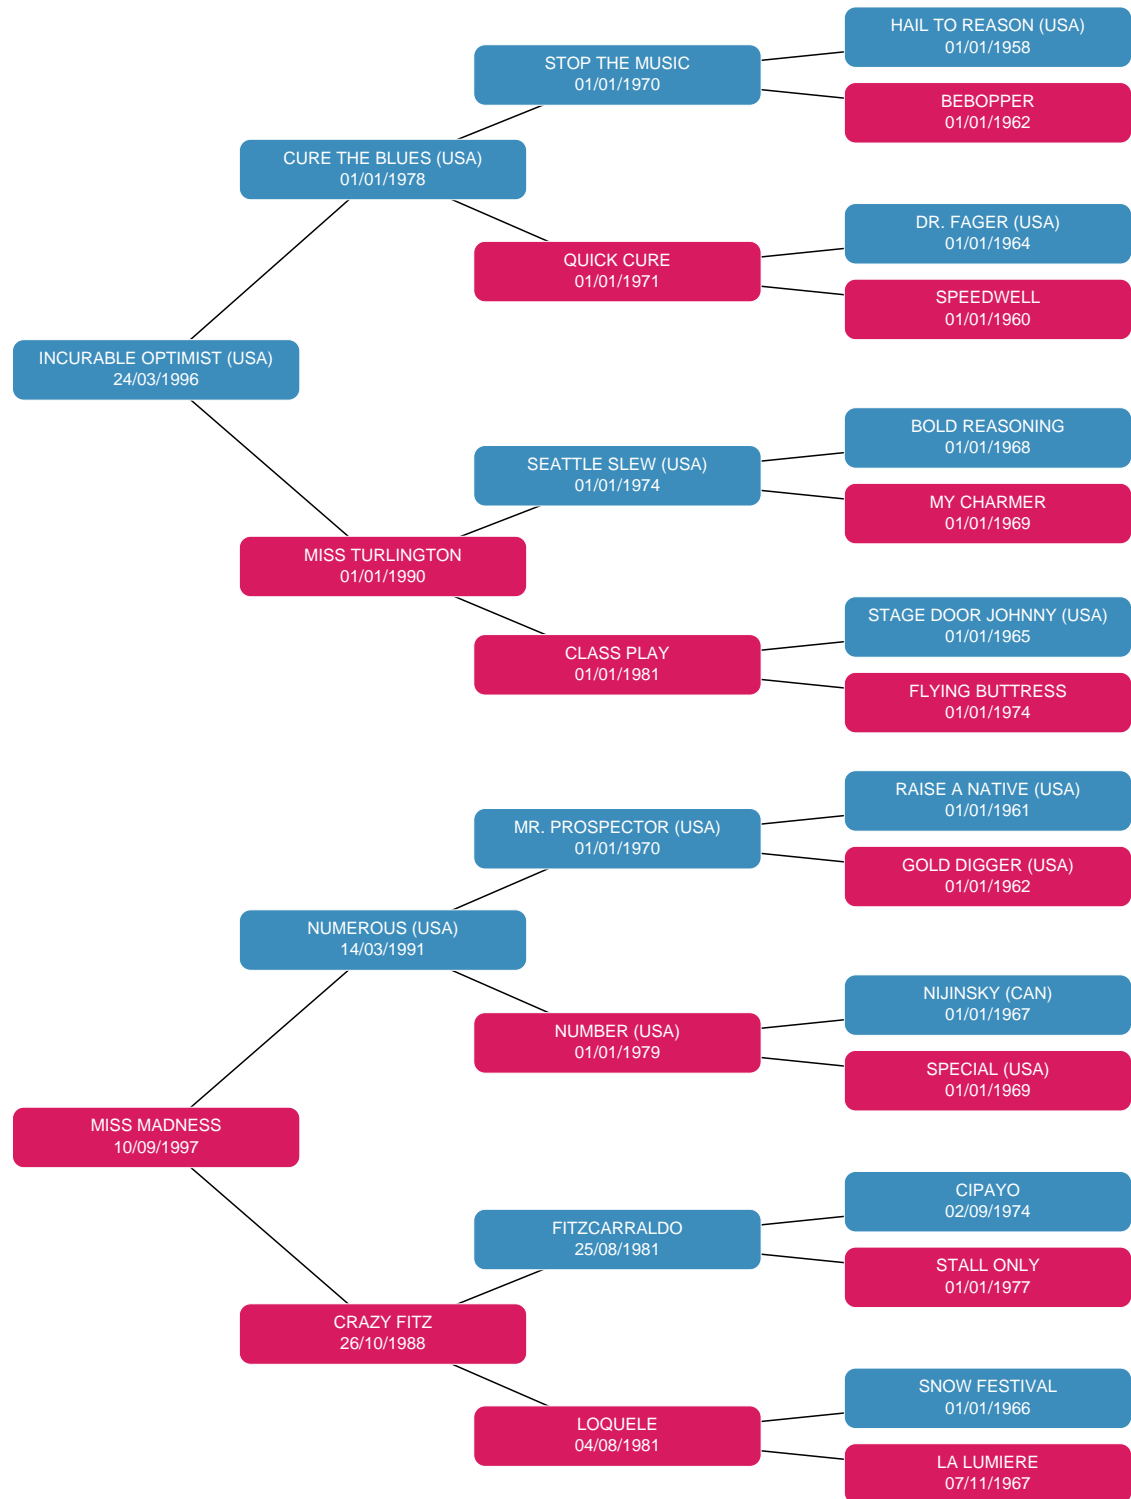 HAIL TO REASON (USA)
01/01/1958
STOP THE MUSIC
01/01/1970
BEBOPPER
01/01/1962
CURE THE BLUES (USA)
01/01/1978
DR. FAGER (USA)
01/01/1964
QUICK CURE
01/01/1971
SPEEDWELL
01/01/1960
INCURABLE OPTIMIST (USA)
24/03/1996
BOLD REASONING
01/01/1968
SEATTLE SLEW (USA)
01/01/1974
MY CHARMER
01/01/1969
MISS TURLINGTON
01/01/1990
STAGE DOOR JOHNNY (USA)
01/01/1965
CLASS PLAY
01/01/1981
FLYING BUTTRESS
01/01/1974
RAISE A NATIVE (USA)
01/01/1961
MR. PROSPECTOR (USA)
01/01/1970
GOLD DIGGER (USA)
01/01/1962
NUMEROUS (USA)
14/03/1991
NIJINSKY (CAN)
01/01/1967
NUMBER (USA)
01/01/1979
SPECIAL (USA)
01/01/1969
MISS MADNESS
10/09/1997
CIPAYO
02/09/1974
FITZCARRALDO
25/08/1981
STALL ONLY
01/01/1977
CRAZY FITZ
26/10/1988
SNOW FESTIVAL
01/01/1966
LOQUELE
04/08/1981
LA LUMIERE
07/11/1967